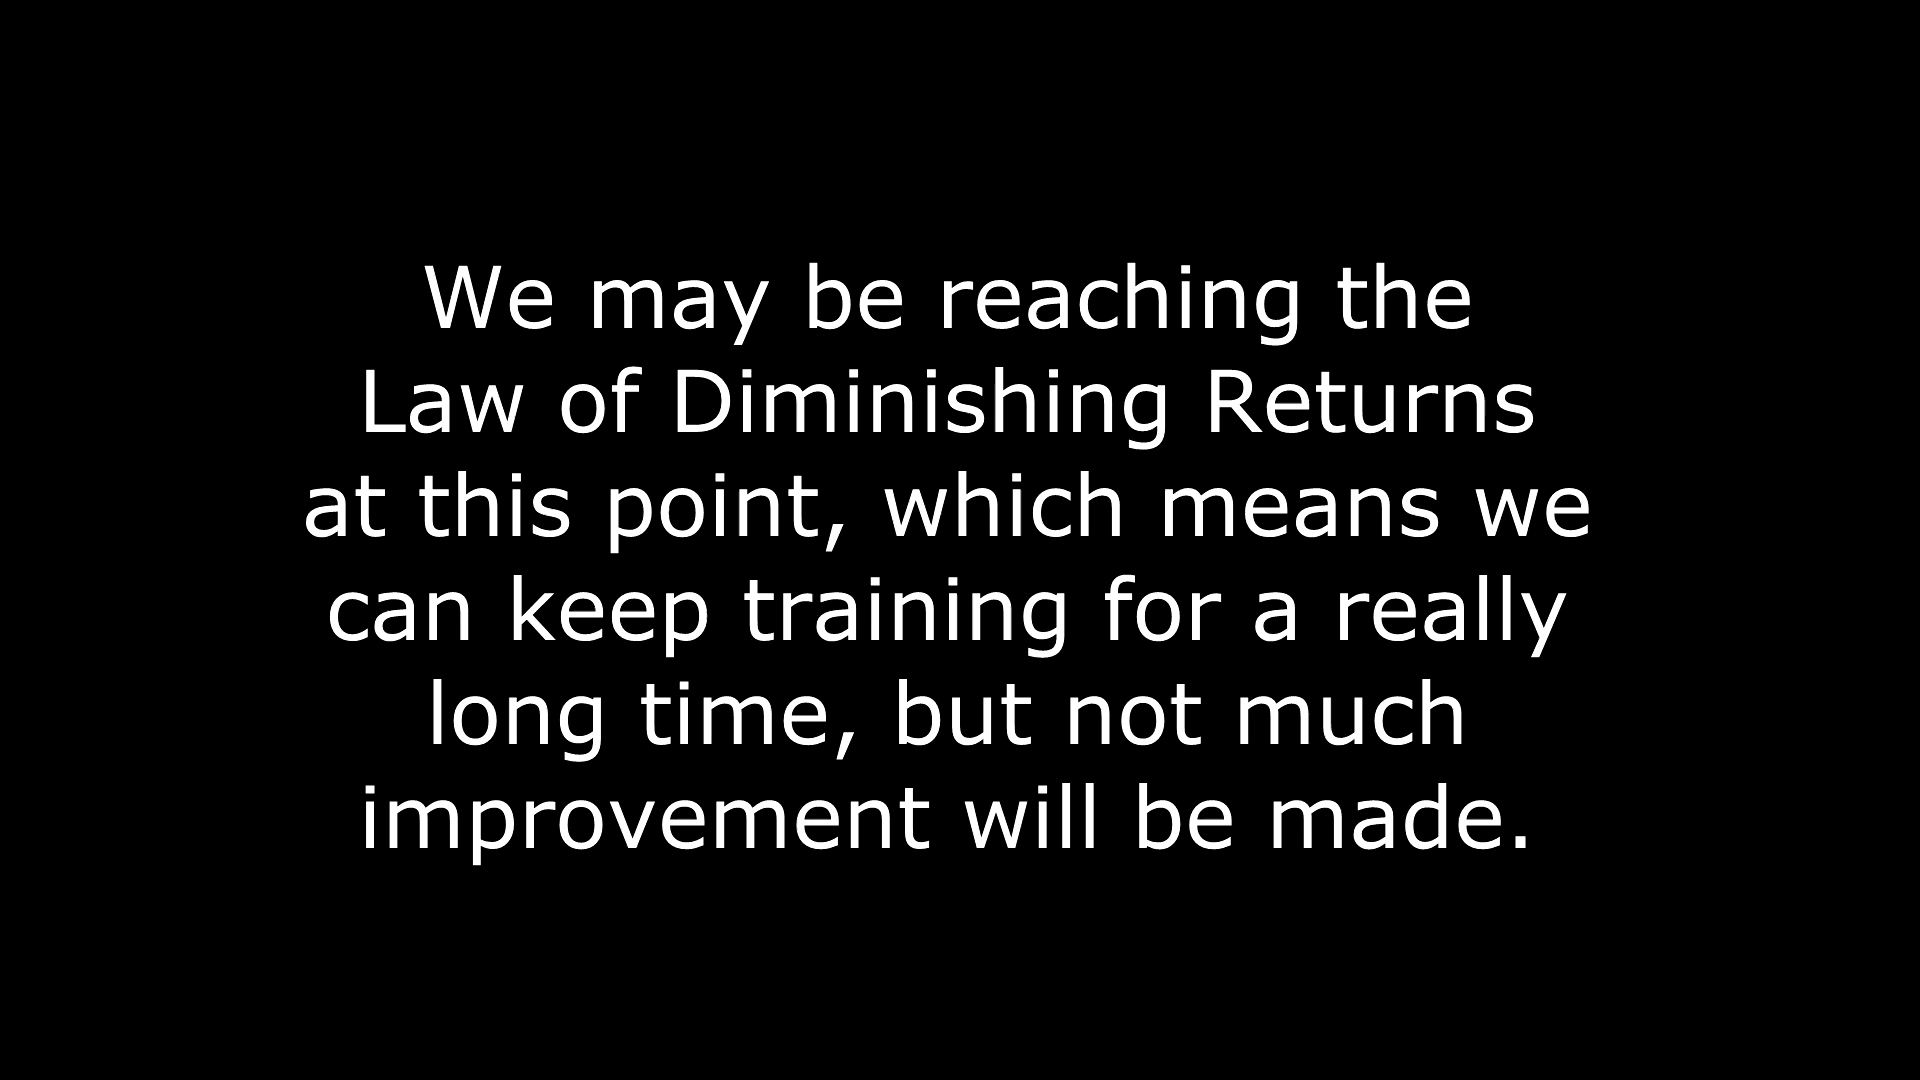 We may be reaching the
Law of Diminishing Returns
at this point, which means we
can keep training for a really
long time, but not much
improvement will be made.